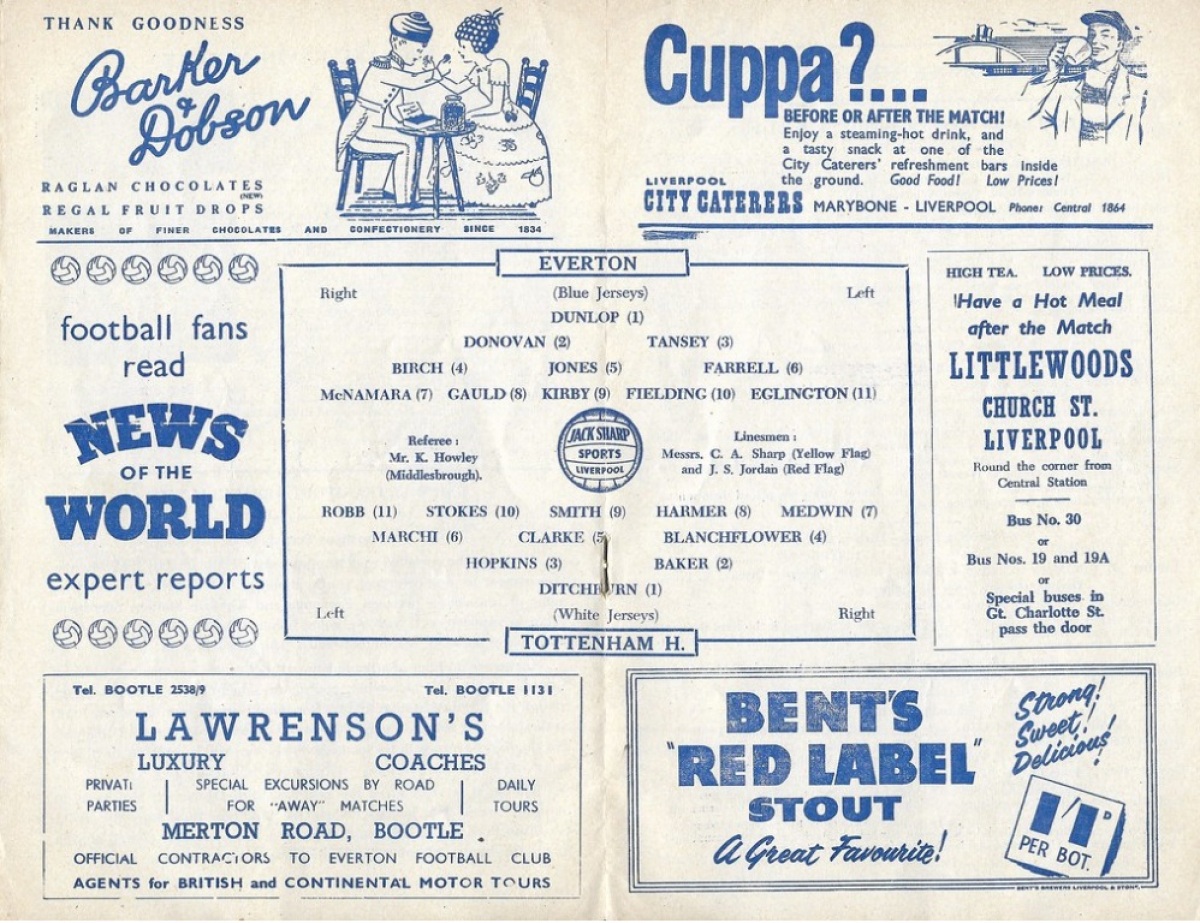 THANK GOODNESS
Barker
& Dobson
RAGLAN CHOCOLATES
(NEW)
REGAL FRUIT DROPS
MAKERS OF FINER CHOCOLATES AND CONFECTIONERY SINCE 1834
Cuppa?...
BEFORE OR AFTER THE MATCH!
Enjoy a steaming-hot drink, and
a tasty snack at one of the
City Caterers' refreshment bars inside
the ground. Good Food! Low Prices!
LIVERPOOL
CITY CATERERS MARYBONE - LIVERPOOL Phone: Central 1864
football fans
read
NEWS
OF THE
WORLD
expert reports
EVERTON
Right (Blue Jerseys) Left
DUNLOP (1)
DONOVAN (2) TANSEY (3)
BIRCH (4) JONES (5) FARRELL (6)
McNAMARA (7) GAULD (8) KIRBY (9) FIELDING (10) EGLINGTON (11)
Referee :
Mr. K. Howley
(Middlesbrough).
JACK SHARP
SPORTS
LIVERPOOL
Linesmen :
Messrs. C. A. Sharp (Yellow Flag)
and J. S. Jordan (Red Flag)
ROBB (11) STOKES (10) SMITH (9) HARMER (8) MEDWIN (7)
MARCHI (6) CLARKE (5) BLANCHFLOWER (4)
HOPKINS (3) BAKER (2)
DITCHBURN (1)
Left (White Jerseys) Right
TOTTENHAM H.
HIGH TEA. LOW PRICES.
Have a Hot Meal
after the Match
LITTLEWOODS
CHURCH ST.
LIVERPOOL
Round the corner from
Central Station
Bus No. 30
or
Bus Nos. 19 and 19A
or
Special buses in
Gt. Charlotte St.
pass the door
Tel. BOOTLE 2538/9 Tel. BOOTLE 1131
LAWRENSON'S
LUXURY COACHES
PRIVATE SPECIAL EXCURSIONS BY ROAD DAILY
PARTIES FOR "AWAY" MATCHES TOURS
MERTON ROAD, BOOTLE
OFFICIAL CONTRACTORS TO EVERTON FOOTBALL CLUB
AGENTS for BRITISH and CONTINENTAL MOTOR TOURS
BENT'S
"RED LABEL"
STOUT
A Great Favourite!
Strong!
Sweet!
Delicious!
1/1D
PER BOT.
BENT'S BREWERY LIVERPOOL & STONE.